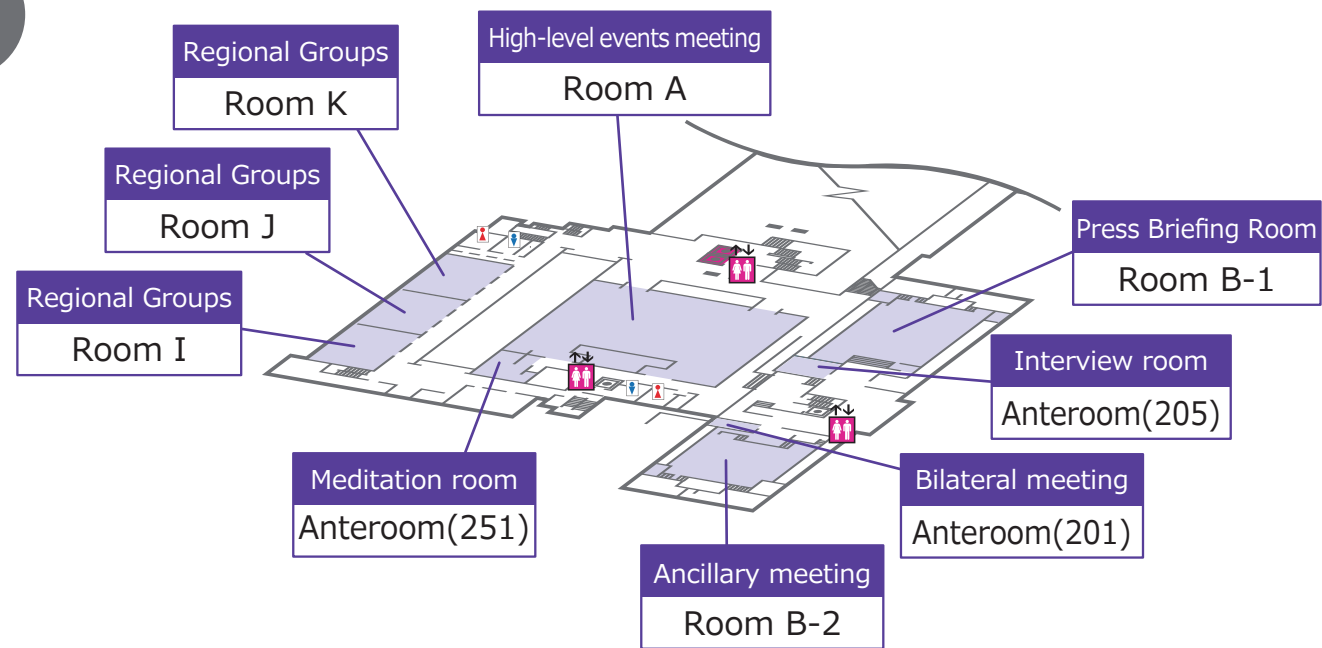 Regional Groups
Room K
High-level events meeting
Room A
Regional Groups
Room J
Press Briefing Room
Room B-1
Regional Groups
Room I
Interview room
Anteroom(205)
Meditation room
Anteroom(251)
Bilateral meeting
Anteroom(201)
Ancillary meeting
Room B-2